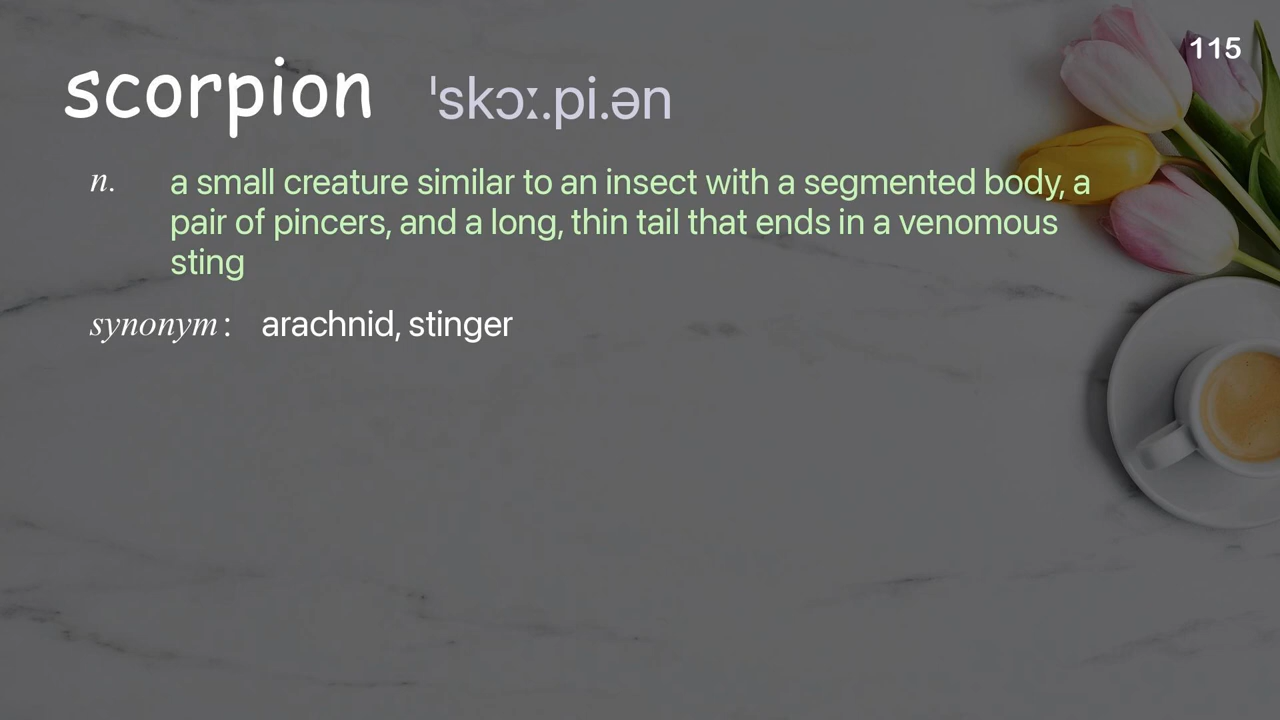 115
scorpion ˈskɔː.pi.ən
n. a small creature similar to an insect with a segmented body, a
pair of pincers, and a long, thin tail that ends in a venomous
sting
synonym: arachnid, stinger